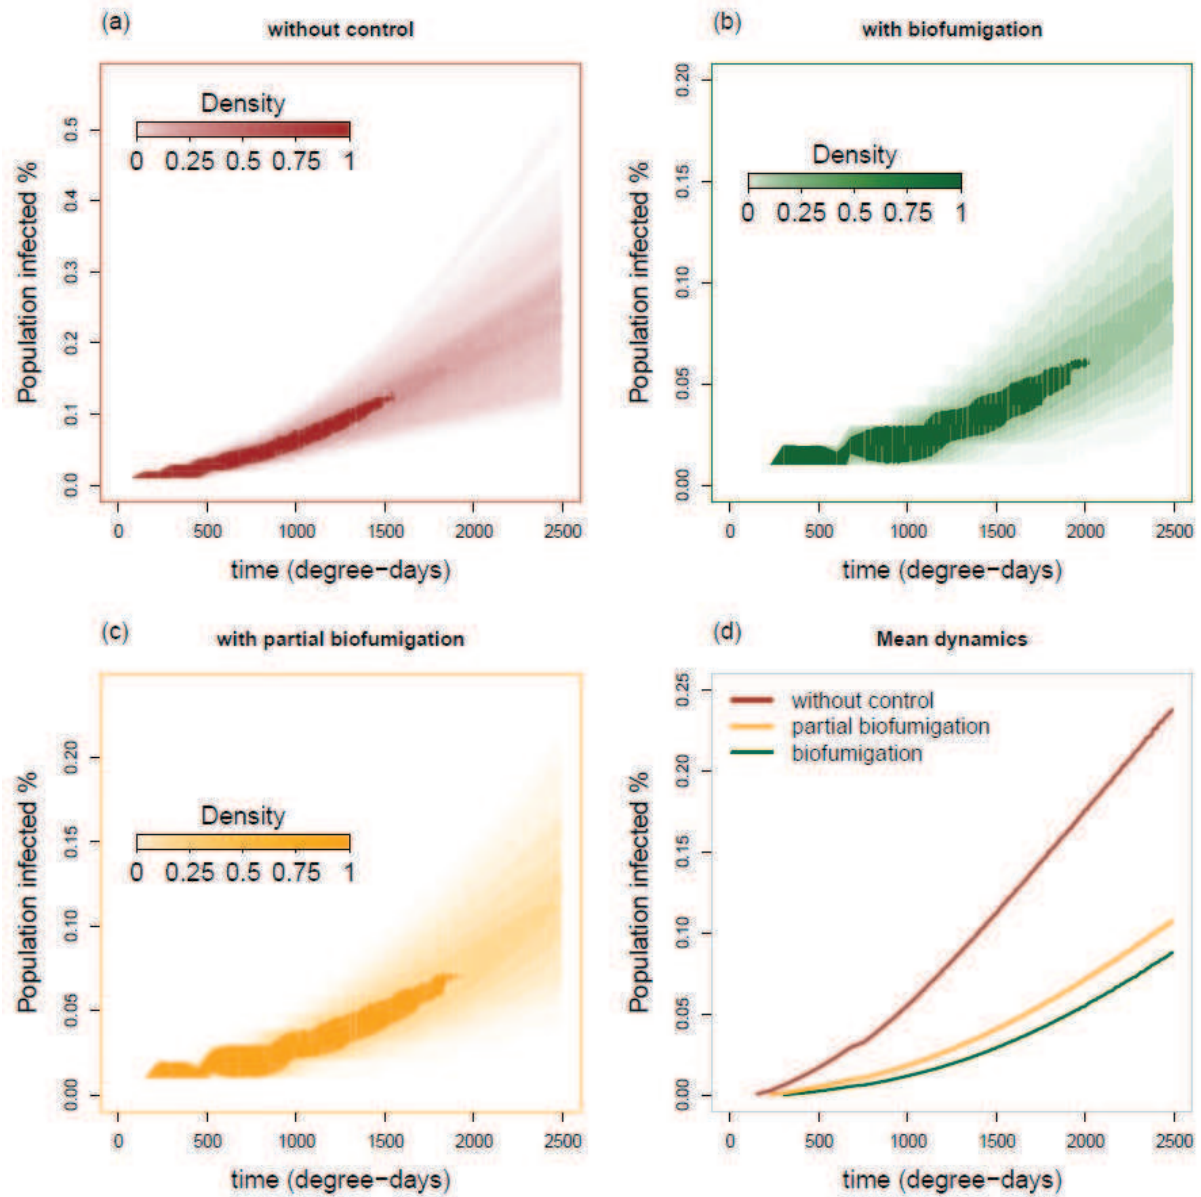 (a)
without control
Density
0 0.25 0.5 0.75 1
Population infected %
0.0 0.1 0.2 0.3 0.4 0.5
0 500 1000 1500 2000 2500
time (degree−days)
(b)
with biofumigation
Density
0 0.25 0.5 0.75 1
Population infected %
0.00 0.05 0.10 0.15 0.20
0 500 1000 1500 2000 2500
time (degree−days)
(c)
with partial biofumigation
Density
0 0.25 0.5 0.75 1
Population infected %
0.00 0.05 0.10 0.15 0.20
0 500 1000 1500 2000 2500
time (degree−days)
(d)
Mean dynamics
without control
partial biofumigation
biofumigation
Population infected %
0.00 0.05 0.10 0.15 0.20 0.25
0 500 1000 1500 2000 2500
time (degree−days)